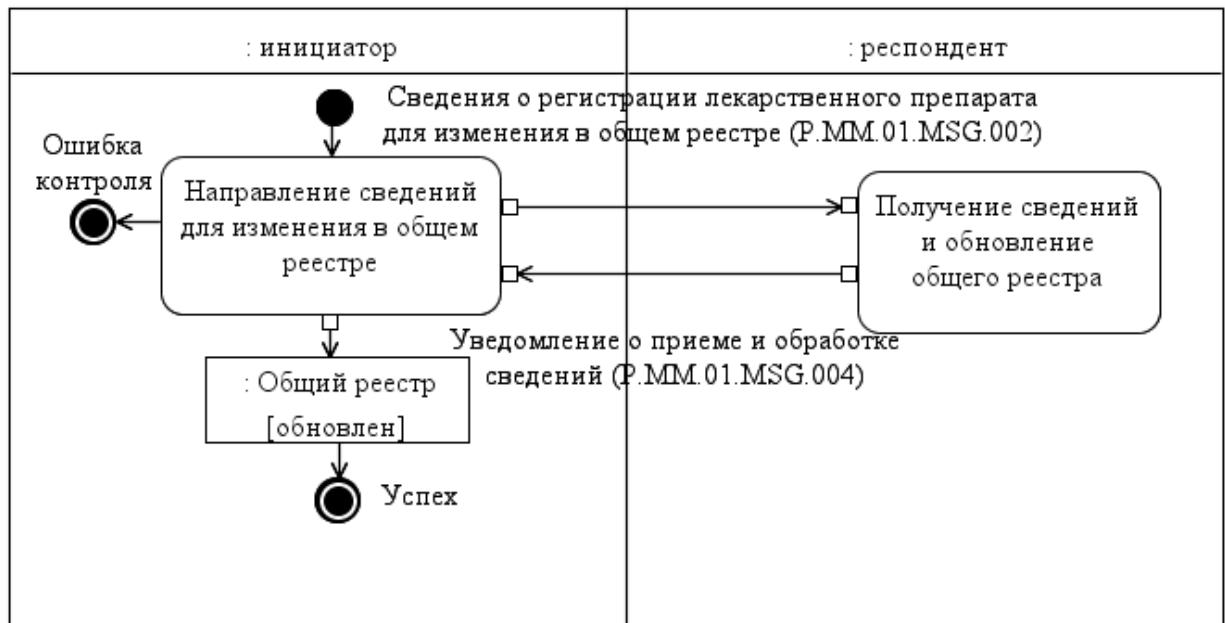 : инициатор
: респондент
Сведения о регистрации лекарственного препарата
для изменения в общем реестре (P.MM.01.MSG.002)
Ошибка
контроля
Направление сведений
для изменения в общем
реестре
Получение сведений
и обновление
общего реестра
Уведомление о приеме и обработке
сведений (P.MM.01.MSG.004)
: Общий реестр
[обновлен]
Успех